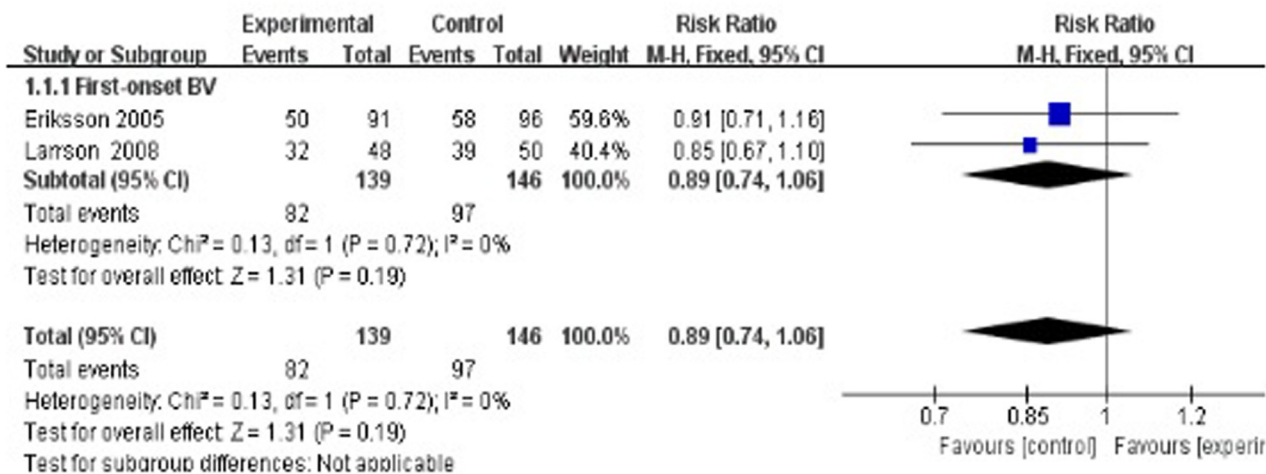 Experimental Control Risk Ratio Risk Ratio
Study or Subgroup Events Total Events Total Weight M-H, Fixed, 95% CI M-H, Fixed, 95% CI
1.1.1 First-onset BV
Eriksson 2005 50 91 58 96 59.6% 0.91 [0.71, 1.16]
Larrson 2008 32 48 39 50 40.4% 0.85 [0.67, 1.10]
Subtotal (95% CI) 139 146 100.0% 0.89 [0.74, 1.06]
Total events 82 97
Heterogeneity: Chi² = 0.13, df = 1 (P = 0.72); I² = 0%
Test for overall effect: Z = 1.31 (P = 0.19)
Total (95% CI) 139 146 100.0% 0.89 [0.74, 1.06]
Total events 82 97
Heterogeneity: Chi² = 0.13, df = 1 (P = 0.72); I² = 0%
Test for overall effect: Z = 1.31 (P = 0.19)
Test for subgroup differences: Not applicable
0.7 0.85 1 1.2
Favours [control] Favours [experir